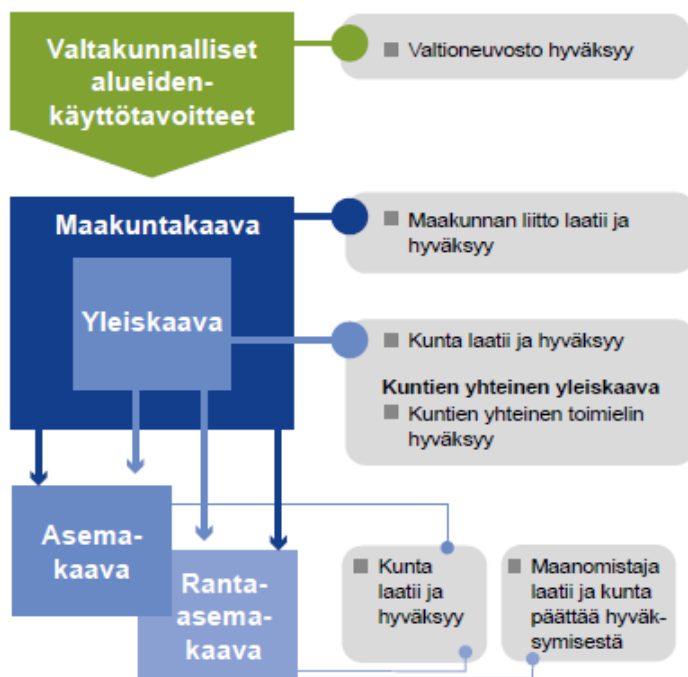 Valtakunnalliset
alueiden-
käyttötavoitteet
Valtioneuvosto hyväksyy
Maakuntakaava
Maakunnan liitto laatii ja
hyväksyy
Yleiskaava
Kunta laatii ja hyväksyy
Kuntien yhteinen yleiskaava
Kuntien yhteinen toimielin
hyväksyy
Asema-
kaava
Ranta-
asema-
kaava
Kunta
laatii ja
hyväksyy
Maanomistaja
laatii ja kunta
päättää hyväk-
symisestä